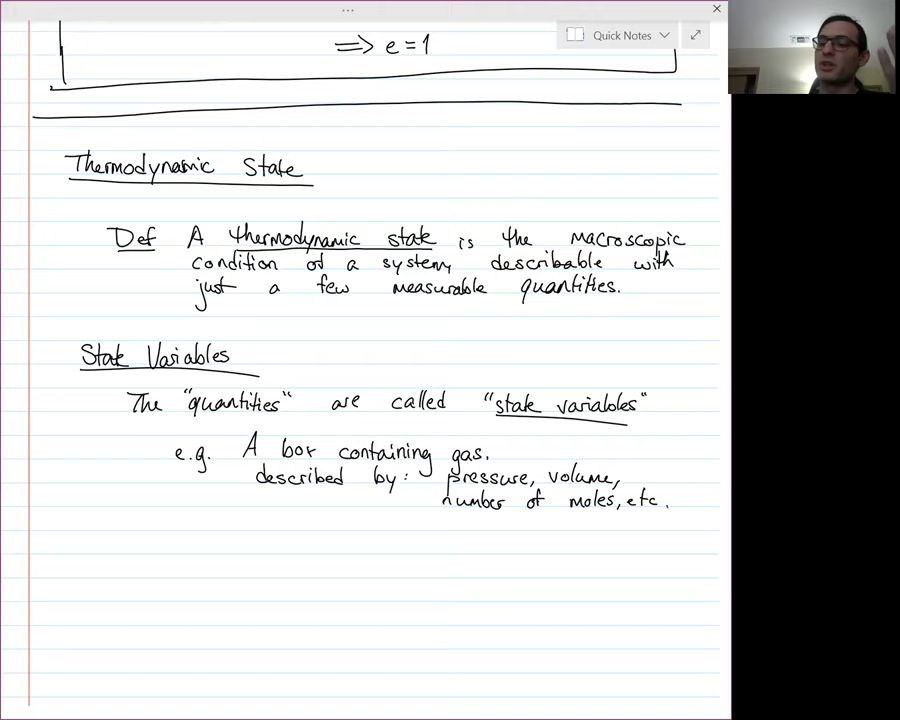 ⇒ e = 1
Quick Notes
Thermodynamic State
Def A thermodynamic state is the macroscopic
condition of a system, describable with
just a few measurable quantities.
State Variables
The "quantities" are called "state variables"
e.g. A box containing gas.
described by: pressure, volume,
number of moles, etc.